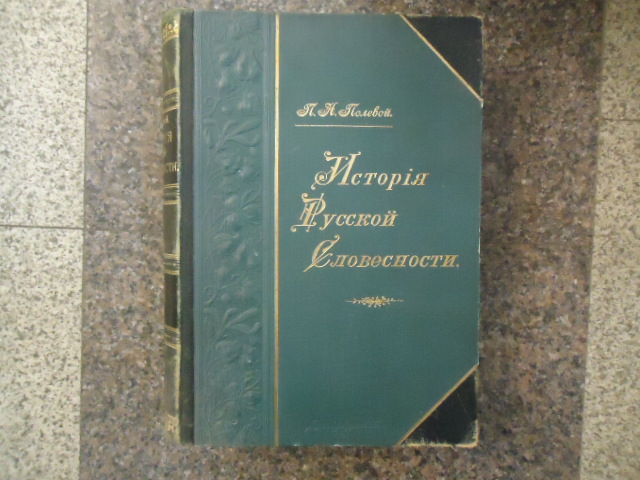 П. Н. Полевой.
Исторія
Русской
Словесности.